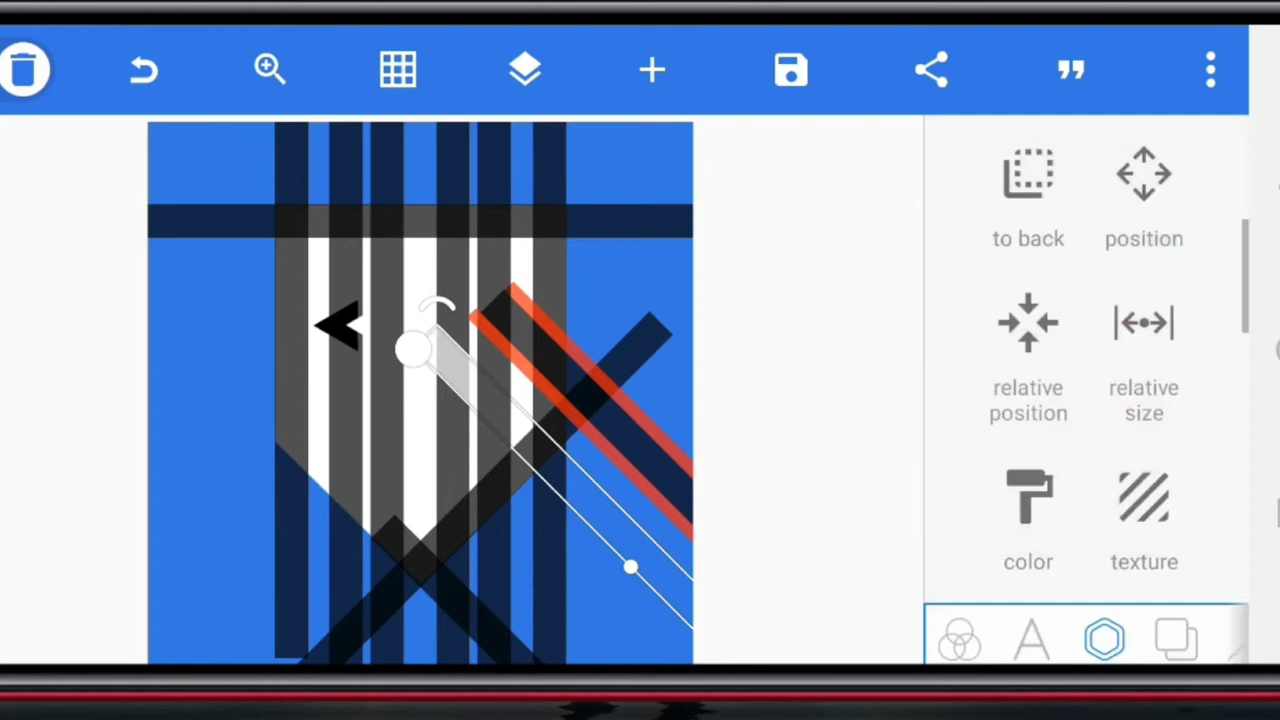 to back
position
relative
position
relative
size
color
texture